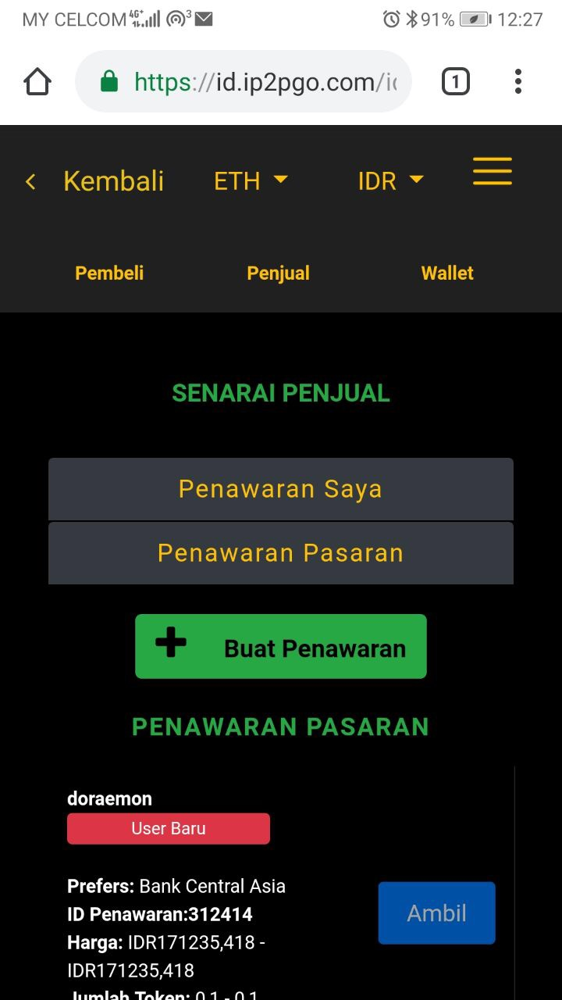 MY CELCOM 4G+ 3 91% 12:27
https://id.ip2pgo.com/i
1
Kembali ETH IDR
Pembeli Penjual Wallet
SENARAI PENJUAL
Penawaran Saya
Penawaran Pasaran
Buat Penawaran
PENAWARAN PASARAN
doraemon
User Baru
Prefers: Bank Central Asia
ID Penawaran:312414
Ambil
Harga: IDR171235,418 -
IDR171235,418
Jumlah Token: 0.1 - 0.1